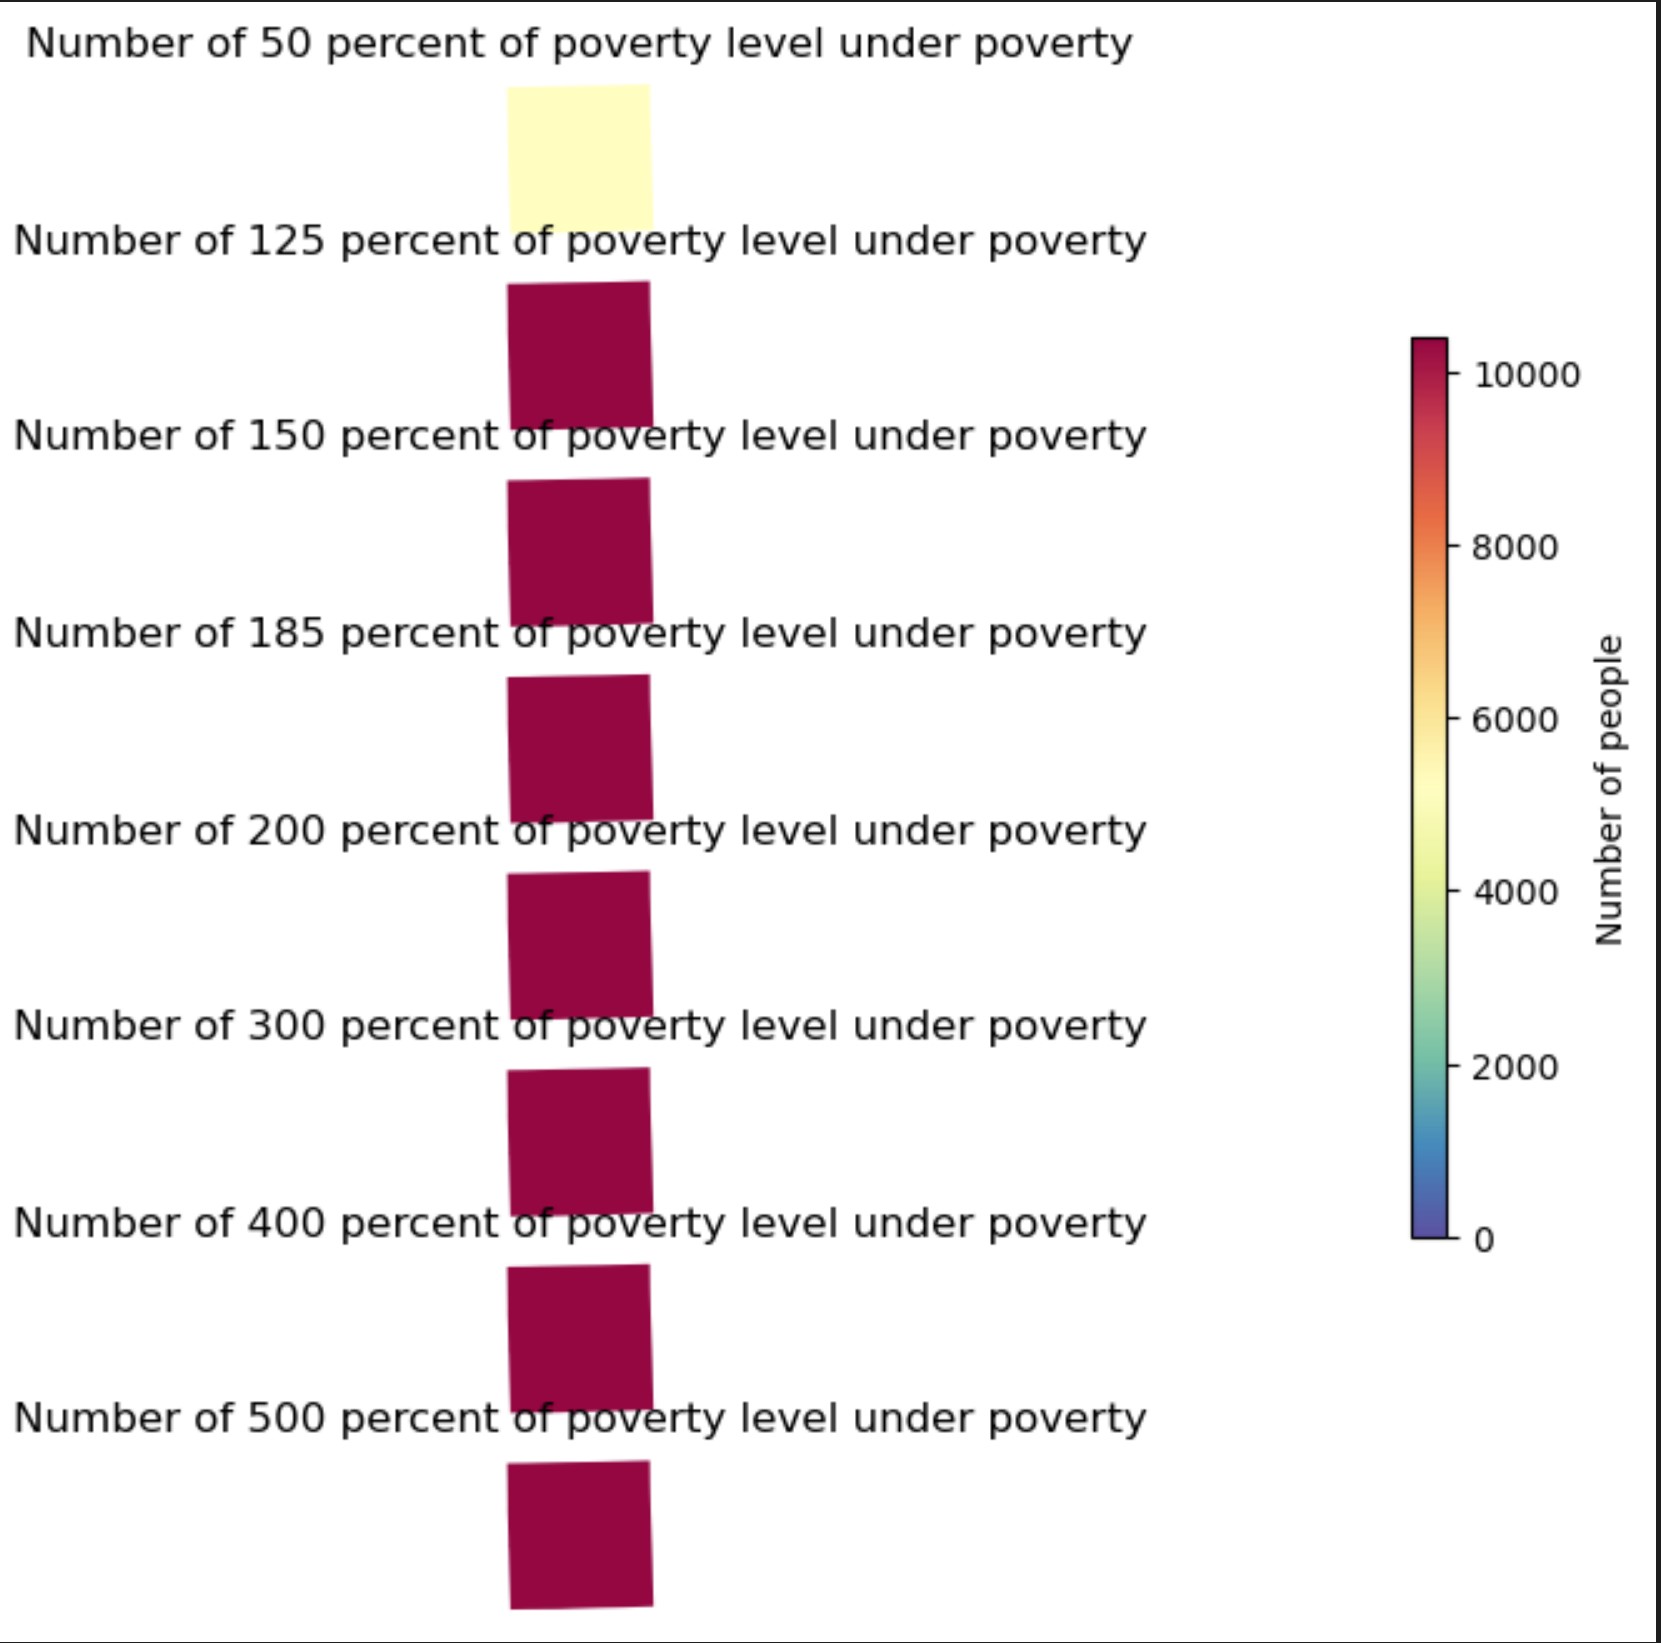 Number of 50 percent of poverty level under poverty
Number of 125 percent of poverty level under poverty
Number of 150 percent of poverty level under poverty
Number of 185 percent of poverty level under poverty
Number of 200 percent of poverty level under poverty
Number of 300 percent of poverty level under poverty
Number of 400 percent of poverty level under poverty
Number of 500 percent of poverty level under poverty
10000
8000
6000
4000
2000
0
Number of people